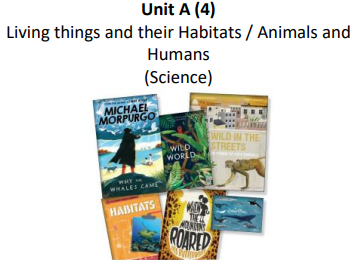 Unit A (4)
Living things and their Habitats / Animals and
Humans
(Science)
MICHAEL
MORPURGO
WHY THE
WHALES CAME
WILD
WORLD
WILD IN THE
STREETS
HABITATS
WHEN
THE
MOUNTAINS
ROARED